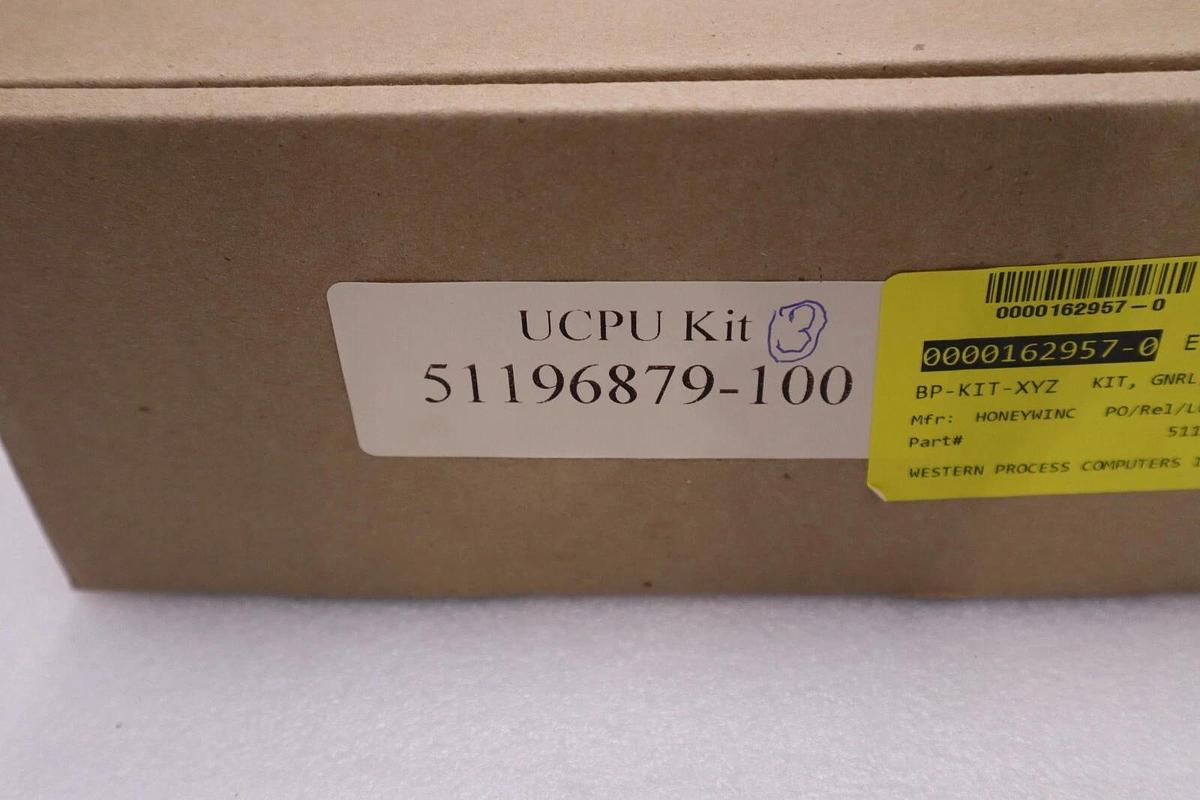 UCPU Kit 3
51196879-100
0000162957-0
0000162957-0 E
BP-KIT-XYZ KIT, GNRL
Mfr: HONEYWINC PO/Rel/L
Part# 511
WESTERN PROCESS COMPUTERS